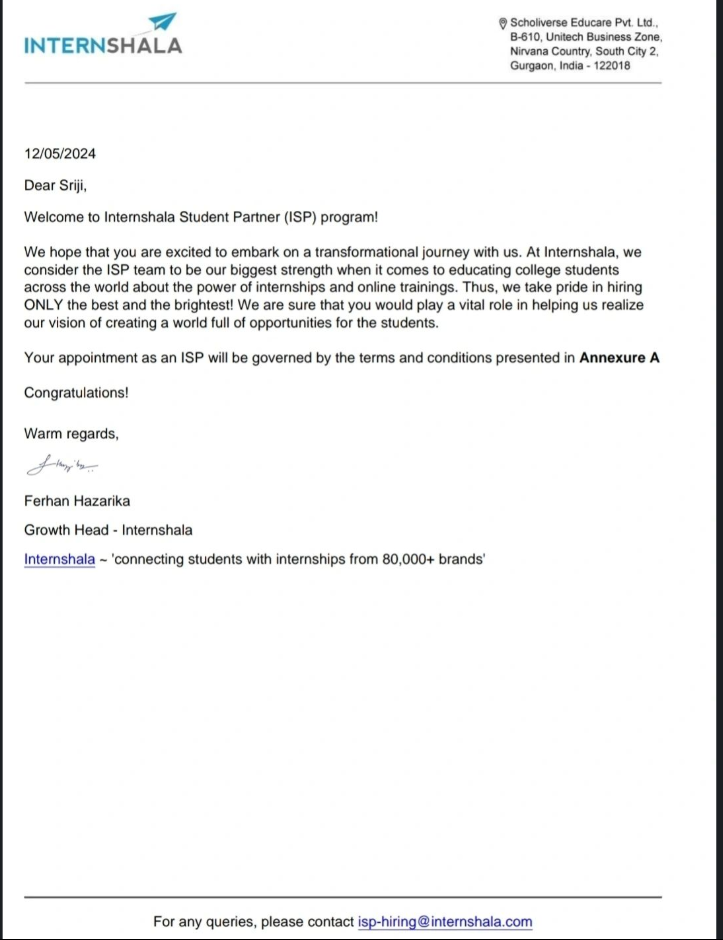 INTERNSHALA
Scholiverse Educare Pvt. Ltd.,
B-610, Unitech Business Zone,
Nirvana Country, South City 2,
Gurgaon, India - 122018
12/05/2024
Dear Sriji,
Welcome to Internshala Student Partner (ISP) program!
We hope that you are excited to embark on a transformational journey with us. At Internshala, we
consider the ISP team to be our biggest strength when it comes to educating college students
across the world about the power of internships and online trainings. Thus, we take pride in hiring
ONLY the best and the brightest! We are sure that you would play a vital role in helping us realize
our vision of creating a world full of opportunities for the students.
Your appointment as an ISP will be governed by the terms and conditions presented in Annexure A
Congratulations!
Warm regards,
Ferhan Hazarika
Growth Head - Internshala
Internshala ~ 'connecting students with internships from 80,000+ brands'
For any queries, please contact isp-hiring@internshala.com